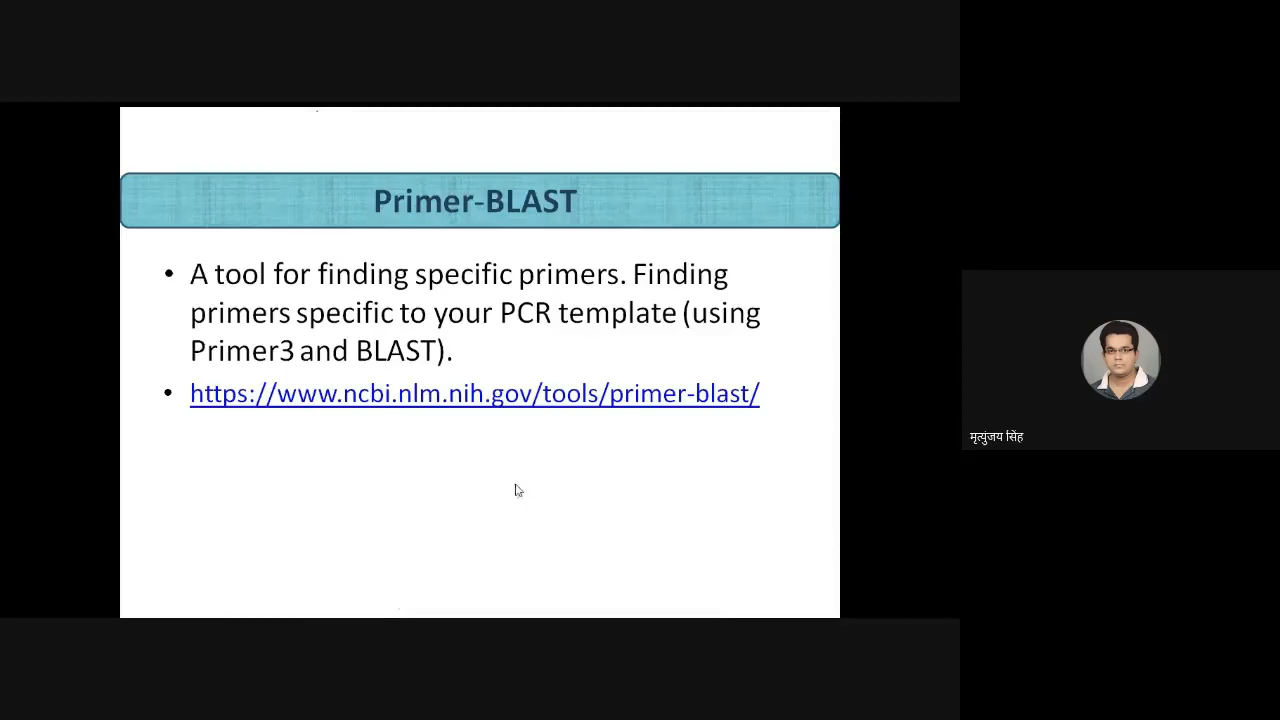 Primer-BLAST
• A tool for finding specific primers. Finding
primers specific to your PCR template (using
Primer3 and BLAST).
• https://www.ncbi.nlm.nih.gov/tools/primer-blast/
मृत्युंजय सिंह